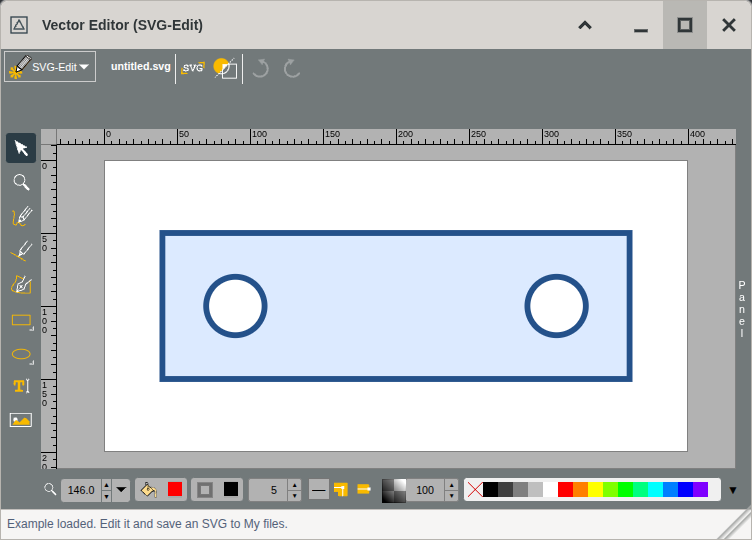 Vector Editor (SVG-Edit)
SVG-Edit untitled.svg SVG
0 50 100 150 200 250 300 350 400
0
50
100
150
20
T
Panel
146.0 5 100
Example loaded. Edit it and save an SVG to My files.